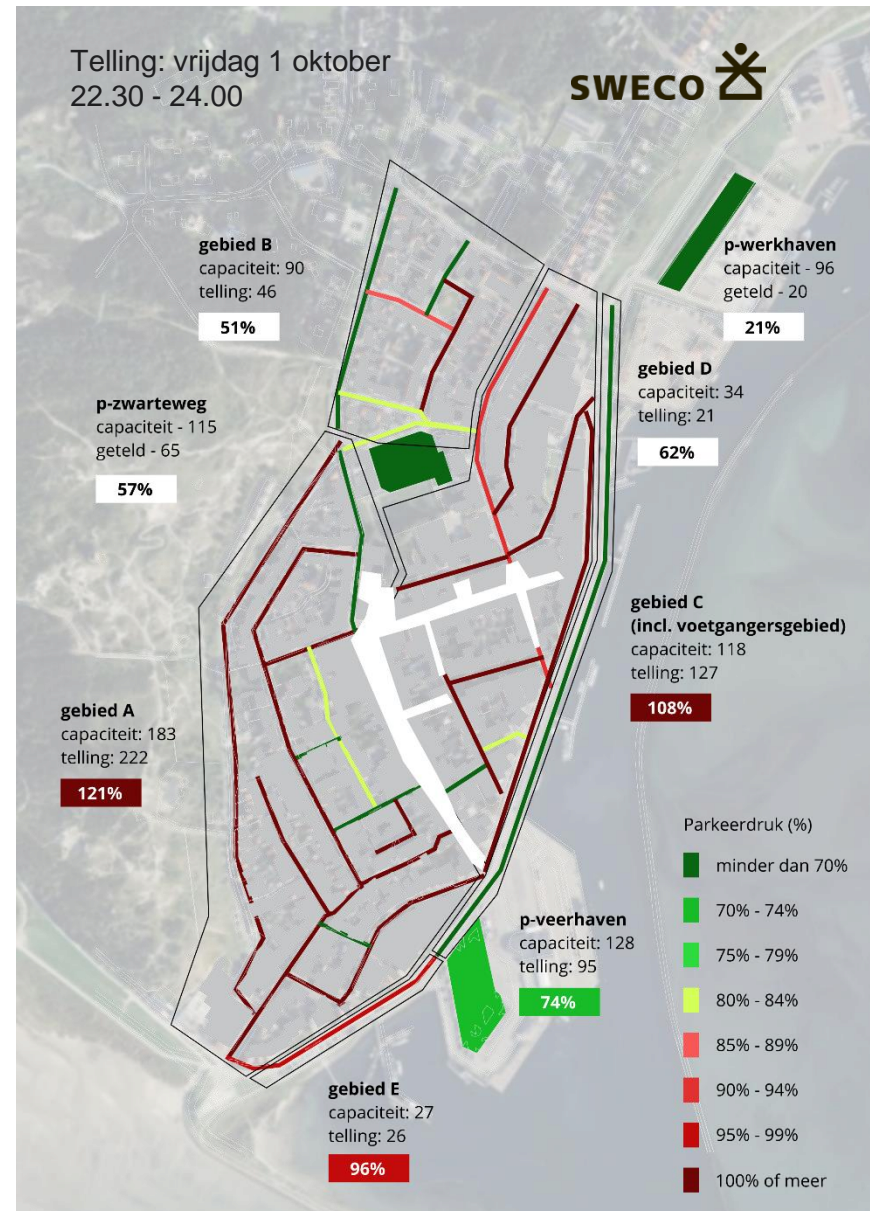 Telling: vrijdag 1 oktober
22.30 - 24.00
SWECO
gebied B
capaciteit: 90
telling: 46
51%
p-werkhaven
capaciteit - 96
geteld - 20
21%
gebied D
capaciteit: 34
telling: 21
62%
p-zwarteweg
capaciteit - 115
geteld - 65
57%
gebied C
(incl. voetgangersgebied)
capaciteit: 118
telling: 127
108%
gebied A
capaciteit: 183
telling: 222
121%
p-veerhaven
capaciteit: 128
telling: 95
74%
gebied E
capaciteit: 27
telling: 26
96%
Parkeerdruk (%)
minder dan 70%
70% - 74%
75% - 79%
80% - 84%
85% - 89%
90% - 94%
95% - 99%
100% of meer